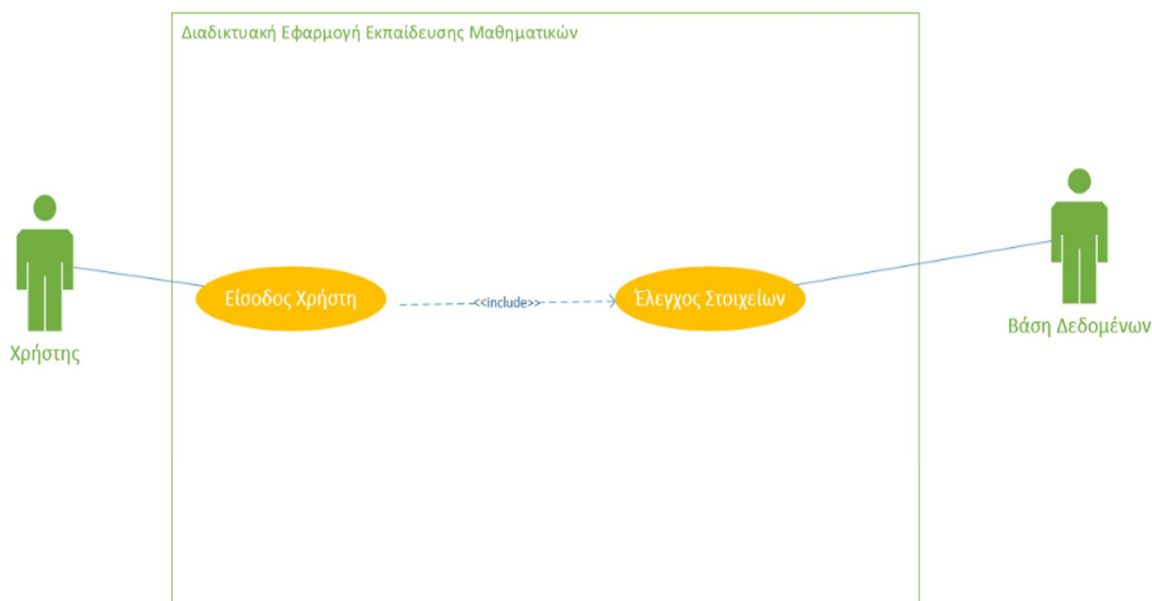 Διαδικτυακή Εφαρμογή Εκπαίδευσης Μαθηματικών
Είσοδος Χρήστη
<<include>>
Έλεγχος Στοιχείων
Χρήστης
Βάση Δεδομένων